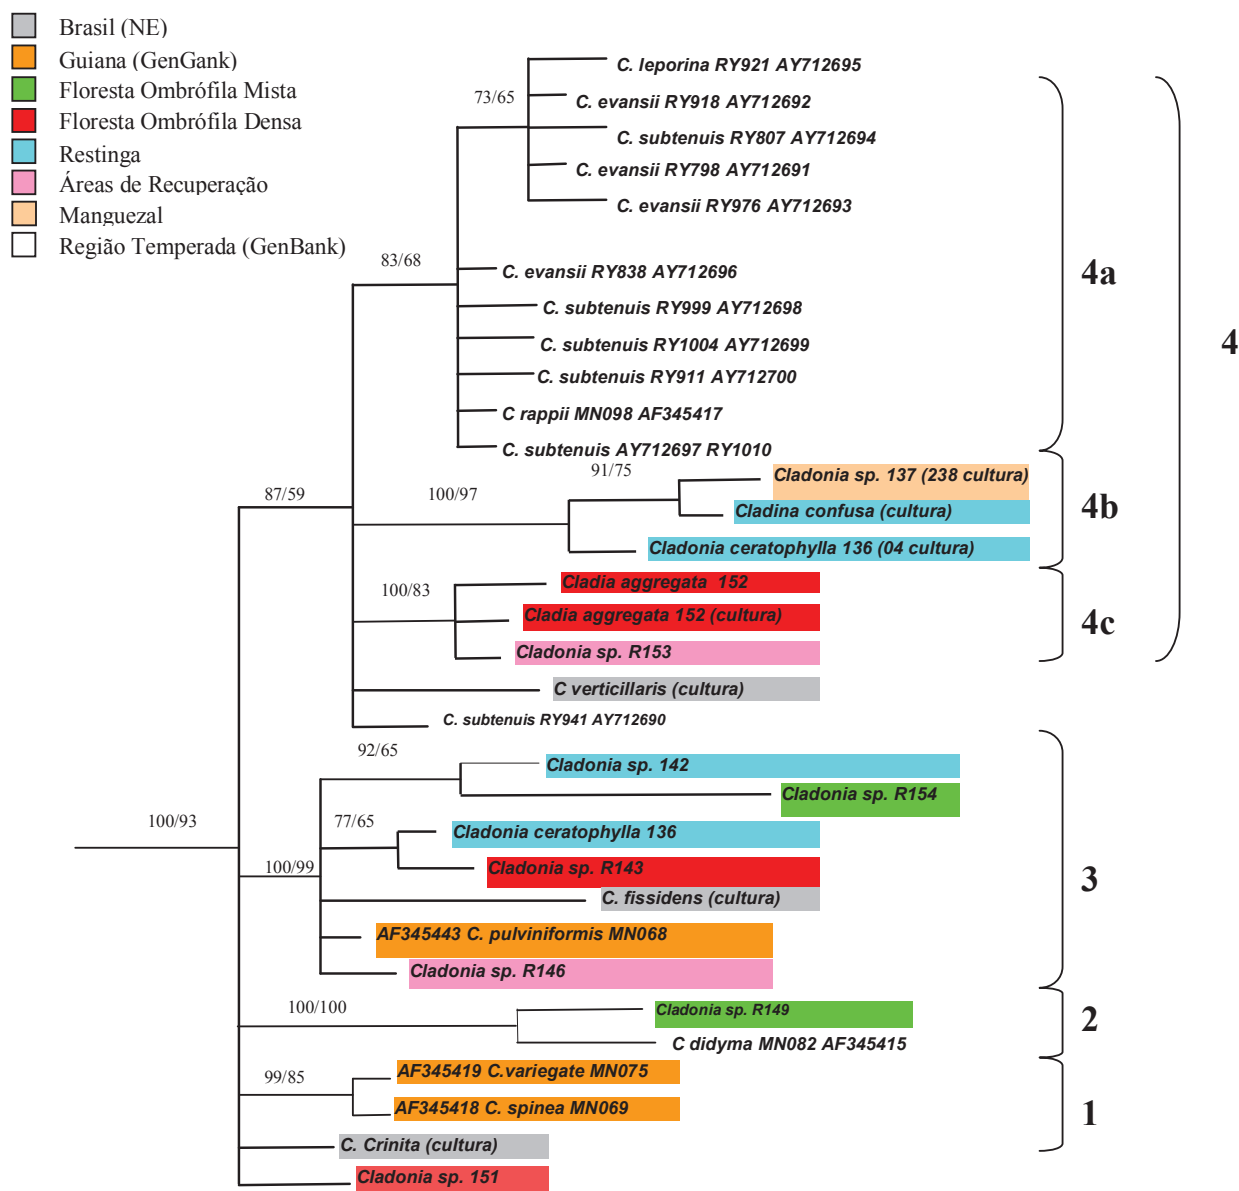 Brasil (NE)
Guiana (GenGank)
Floresta Ombrófila Mista
Floresta Ombrófila Densa
Restinga
Áreas de Recuperação
Manguezal
Região Temperada (GenBank)
C. leporina RY921 AY712695
73/65
C. evansii RY918 AY712692
C. subtenuis RY807 AY712694
C. evansii RY798 AY712691
C. evansii RY976 AY712693
83/68
C. evansii RY838 AY712696
4a
C. subtenuis RY999 AY712698
C. subtenuis RY1004 AY712699
4
C. subtenuis RY911 AY712700
C rappii MN098 AF345417
C. subtenuis AY712697 RY1010
91/75
Cladonia sp. 137 (238 cultura)
87/59
100/97
4b
Cladina confusa (cultura)
Cladonia ceratophylla 136 (04 cultura)
100/83
Cladia aggregata 152
Cladia aggregata 152 (cultura)
4c
Cladonia sp. R153
C verticillaris (cultura)
C. subtenuis RY941 AY712690
92/65
Cladonia sp. 142
Cladonia sp. R154
100/93
77/65
Cladonia ceratophylla 136
100/99
Cladonia sp. R143
3
C. fissidens (cultura)
AF345443 C. pulviniformis MN068
Cladonia sp. R146
100/100
Cladonia sp. R149
2
C didyma MN082 AF345415
99/85
AF345419 C.variegate MN075
AF345418 C. spinea MN069
1
C. Crinita (cultura)
Cladonia sp. 151